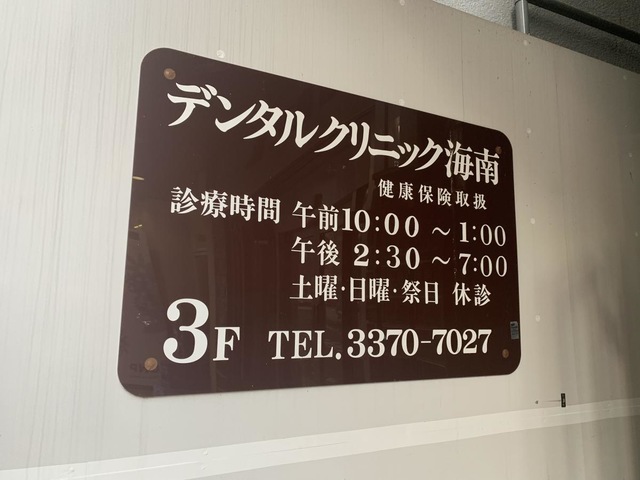 デンタルクリニック海南
健康保険取扱
診療時間 午前10:00 ～ 1:00
午後 2:30 ～ 7:00
土曜・日曜・祭日 休診
3F TEL.3370-7027